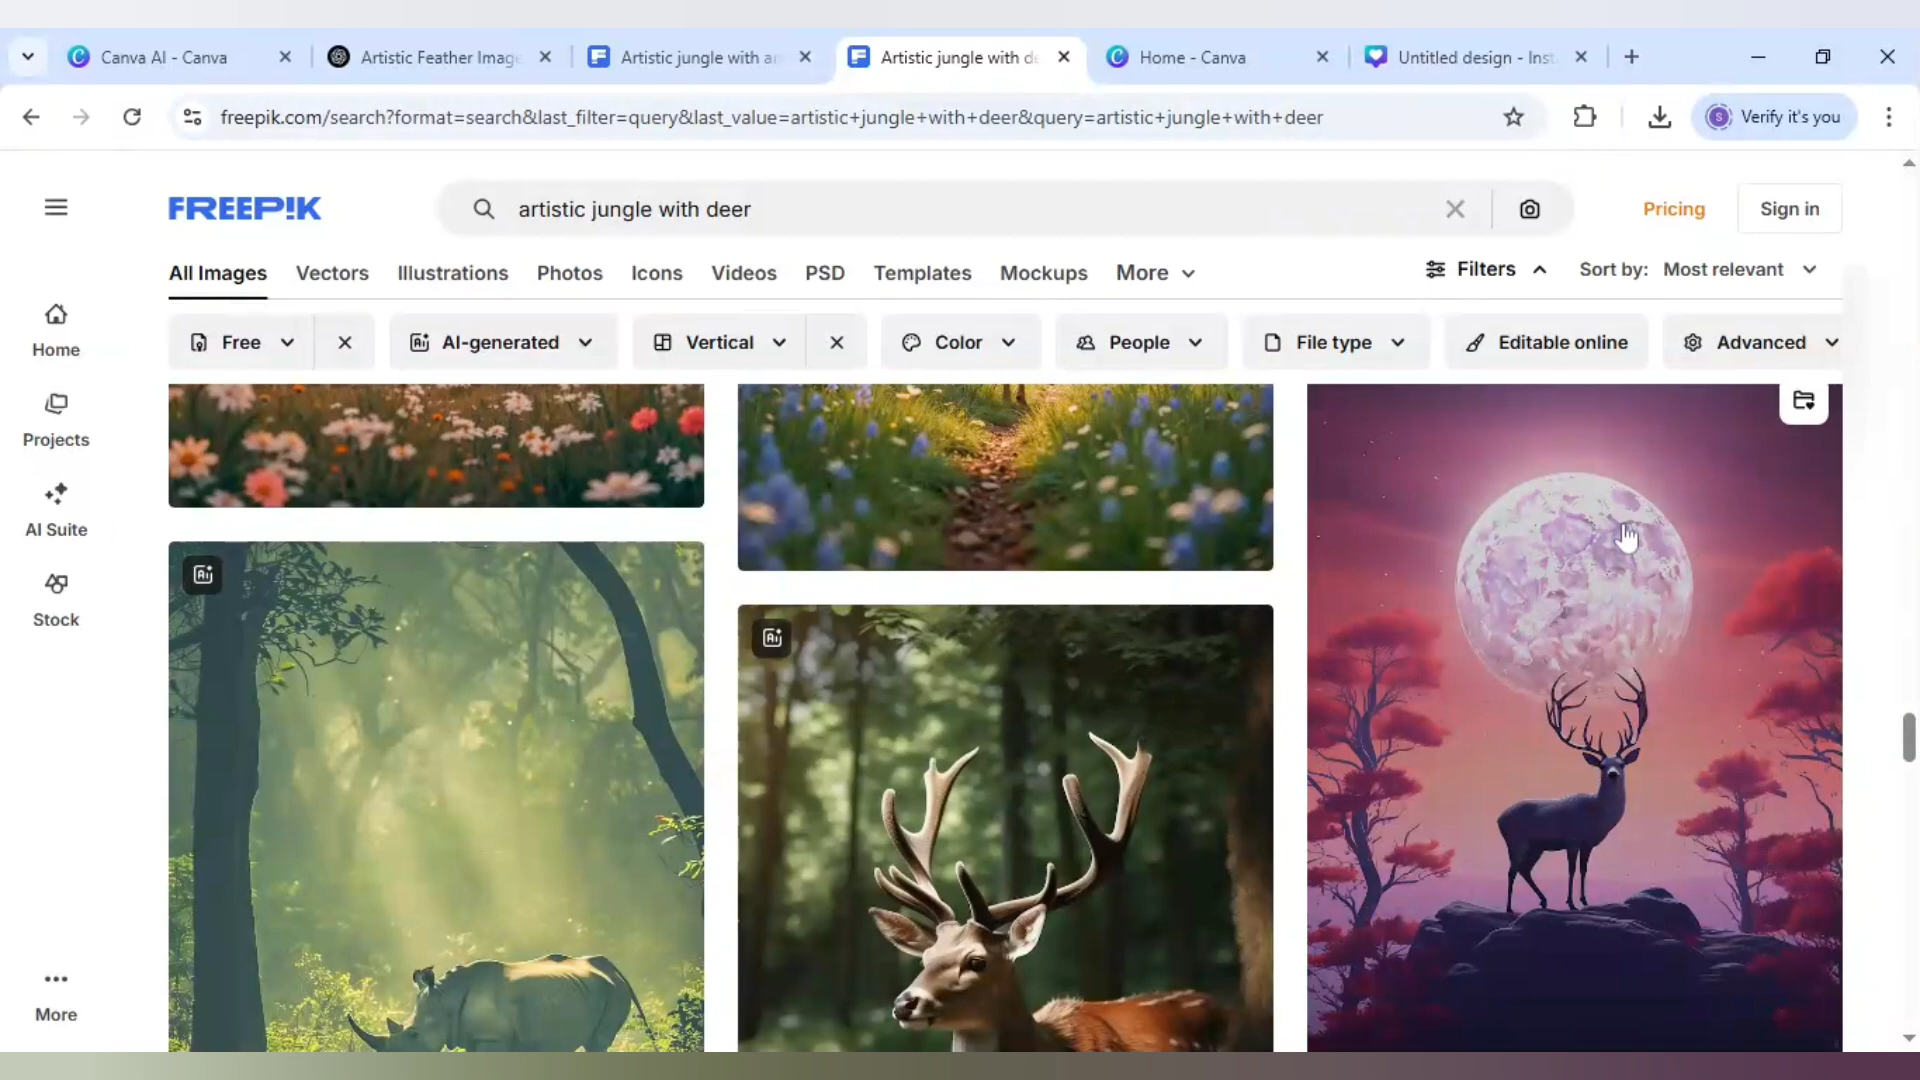 Canva AI - Canva
Artistic Feather Image
Artistic jungle with an
Artistic jungle with de
Home - Canva
Untitled design - Inst
freepik.com/search?format=search&last_filter=query&last_value=artistic+jungle+with+deer&query=artistic+jungle+with+deer
S
Verify it's you
FREEP!K
artistic jungle with deer
Pricing
Sign in
All Images
Vectors
Illustrations
Photos
Icons
Videos
PSD
Templates
Mockups
More
Filters
Sort by: Most relevant
Free
AI-generated
Vertical
Color
People
File type
Editable online
Advanced
Home
Projects
AI Suite
Stock
More